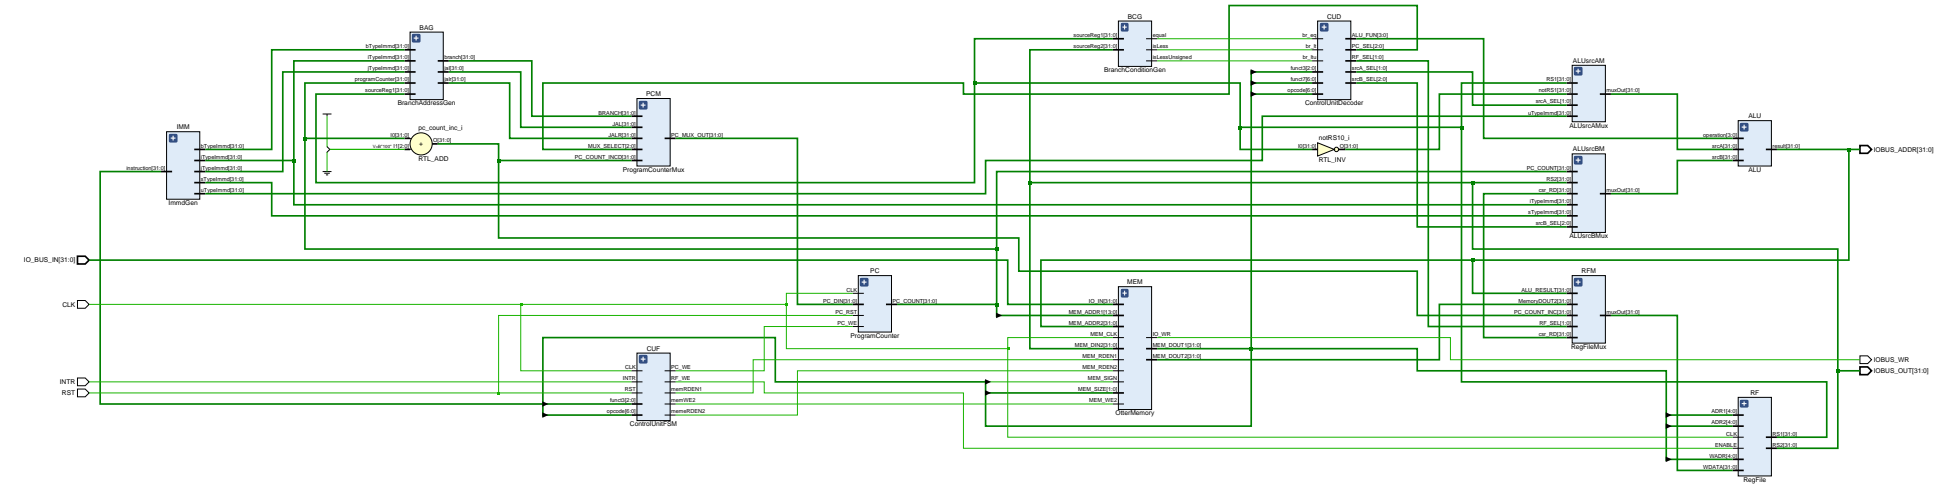 BAG
bTypeImmd[31:0]
iTypeImmd[31:0]
jTypeImmd[31:0]
programCounter[31:0]
sourceReg1[31:0]
branch[31:0]
jal[31:0]
jalr[31:0]
BranchAddressGen
pc_count_inc_i
I0[31:0]
O[31:0]
+
RTL_ADD
IMM
instruction[31:0]
bTypeImmd[31:0]
iTypeImmd[31:0]
jTypeImmd[31:0]
sTypeImmd[31:0]
uTypeImmd[31:0]
ImmdGen
PCM
BRANCH[31:0]
JAL[31:0]
JALR[31:0]
MUX_SELECT[2:0]
PC_COUNT_INCD[31:0]
PC_MUX_OUT[31:0]
ProgramCounterMux
BCG
sourceReg1[31:0]
sourceReg2[31:0]
equal
isLess
isLessUnsigned
BranchConditionGen
CUD
br_eq
br_lt
br_ltu
funct3[2:0]
funct7[6:0]
opcode[6:0]
ALU_FUN[3:0]
PC_SEL[2:0]
RF_SEL[1:0]
srcA_SEL[1:0]
srcB_SEL[2:0]
ControlUnitDecoder
notRS10_i
I0[31:0]
O[31:0]
RTL_INV
ALUsrcAM
RS1[31:0]
notRS1[31:0]
srcA_SEL[1:0]
uTypeImmd[31:0]
muxOut[31:0]
ALUsrcAMux
ALUsrcBM
PC_COUNT[31:0]
RS2[31:0]
csr_RD[31:0]
iTypeImmd[31:0]
sTypeImmd[31:0]
srcB_SEL[2:0]
muxOut[31:0]
ALUsrcBMux
ALU
operation[3:0]
srcA[31:0]
srcB[31:0]
result[31:0]
ALU
IOBUS_ADDR[31:0]
IO_BUS_IN[31:0]
CLK
INTR
RST
PC
CLK
PC_DIN[31:0]
PC_RST
PC_WE
PC_COUNT[31:0]
ProgramCounter
CUF
CLK
INTR
RST
funct3[2:0]
opcode[6:0]
PC_WE
RF_WE
memRDEN1
memWE2
memeRDEN2
ControlUnitFSM
MEM
IO_IN[31:0]
MEM_ADDR1[13:0]
MEM_ADDR2[31:0]
MEM_CLK
MEM_DIN2[31:0]
MEM_RDEN1
MEM_RDEN2
MEM_SIGN
MEM_SIZE[1:0]
MEM_WE2
IO_WR
MEM_DOUT1[31:0]
MEM_DOUT2[31:0]
OtterMemory
RFM
ALU_RESULT[31:0]
MemoryDOUT2[31:0]
PC_COUNT_INC[31:0]
RF_SEL[1:0]
csr_RD[31:0]
muxOut[31:0]
RegFileMux
IOBUS_WR
IOBUS_OUT[31:0]
RF
ADR1[4:0]
ADR2[4:0]
CLK
ENABLE
WADR[4:0]
WDATA[31:0]
RS1[31:0]
RS2[31:0]
RegFile